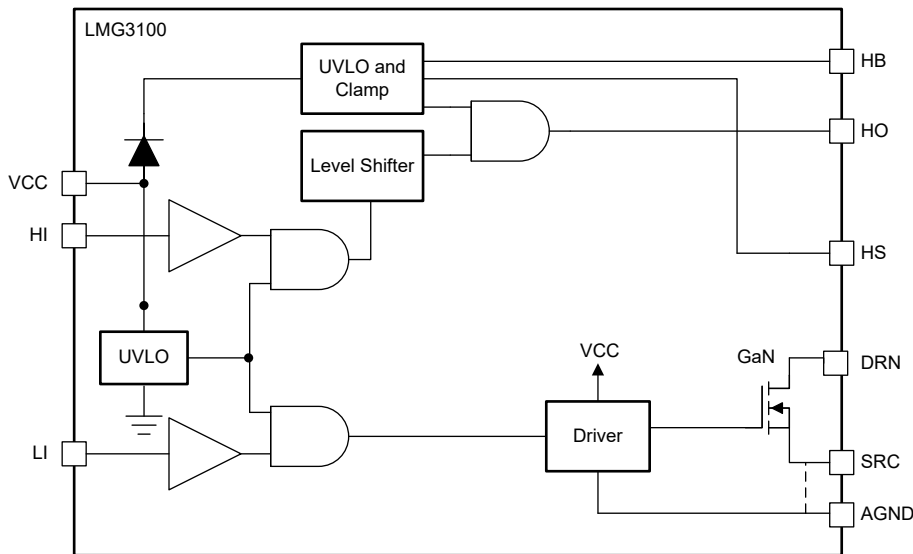 LMG3100
UVLO and
Clamp
HB
HO
Level Shifter
VCC
HI
HS
UVLO
VCC
GaN
DRN
Driver
LI
SRC
AGND